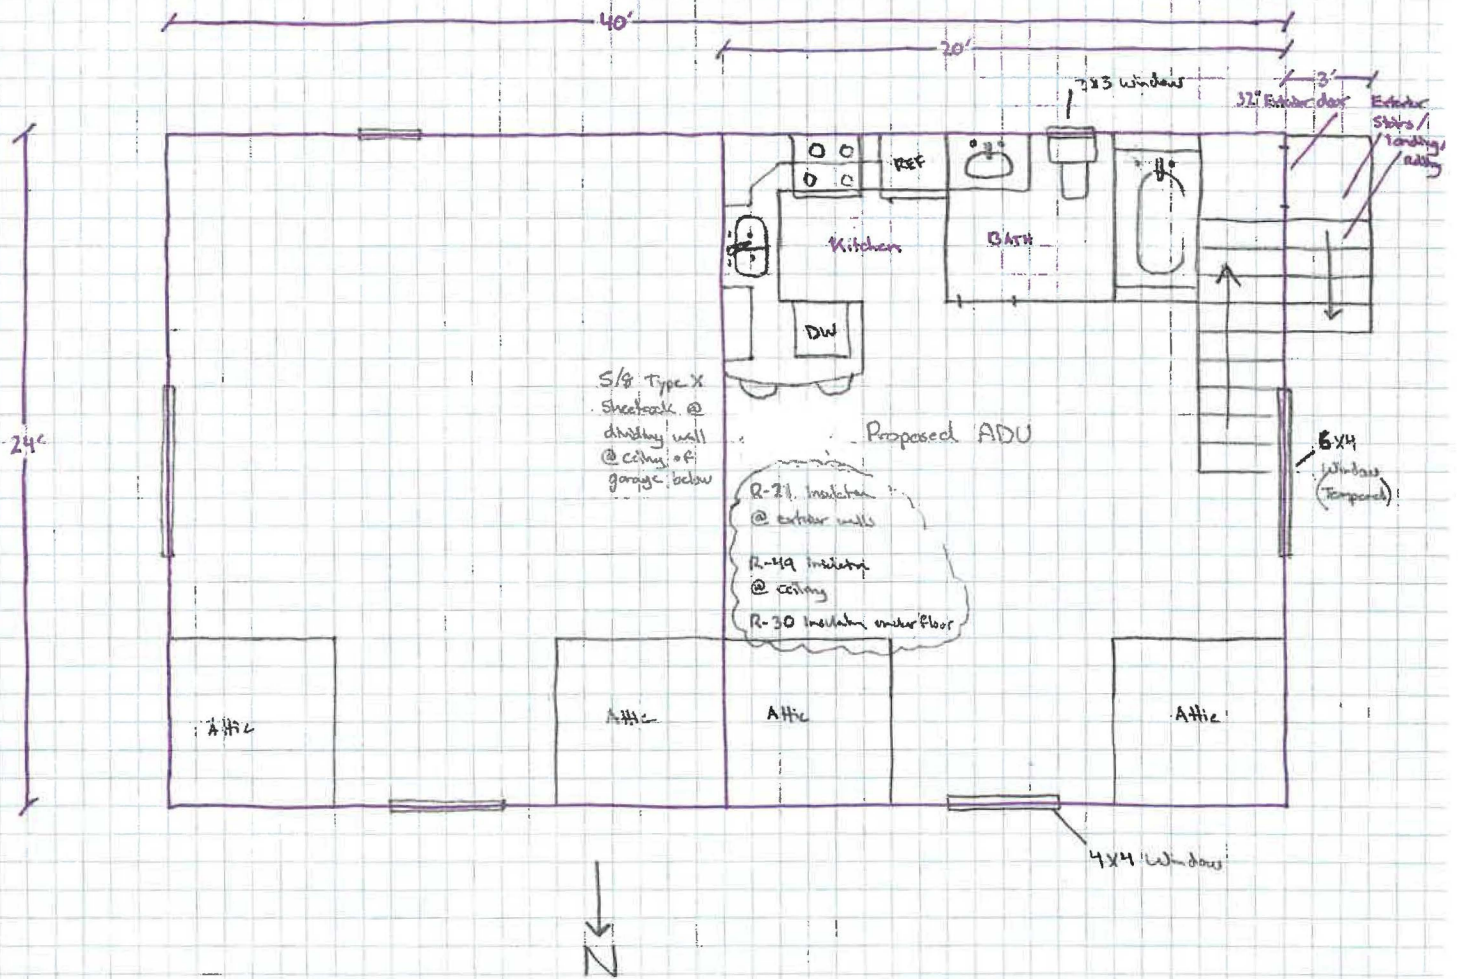 40'
20'
3'
3x3 window
32" Exterior door
Exterior
Stairs/
Landing/
REF
Kitchen
BATH
DW
24'
5/8 Type X
Sheetrock @
dividing wall
@ ceiling of
garage below
Proposed ADU
6x4
Window
(Tempered)
R-21 Insulation
@ exterior walls
R-49 Insulation
@ ceiling
R-30 Insulation under floor
Attic
Attic
Attic
Attic
4x4 Window
N